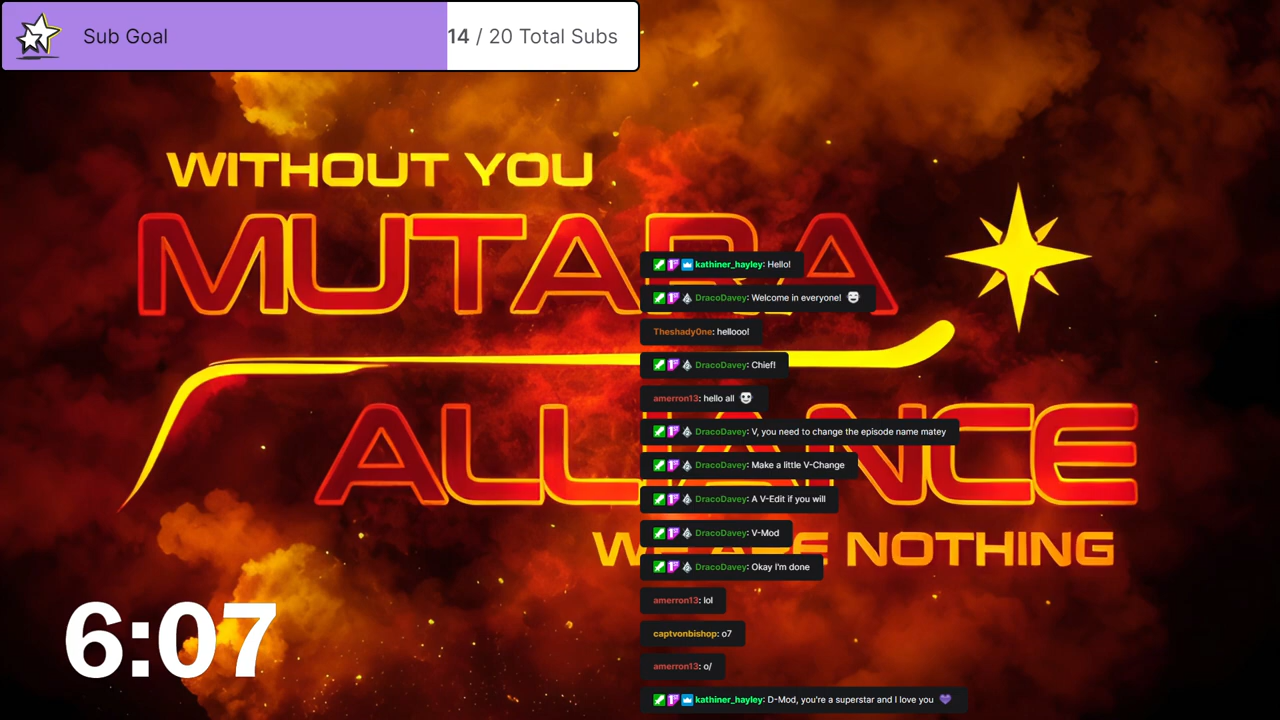 Sub Goal
14 / 20 Total Subs
WITHOUT YOU
MUTARA
ALLIANCE
WE ARE NOTHING
kathiner_hayley: Hello!
DracoDavey: Welcome in everyone!
Theshady0ne: hellooo!
DracoDavey: Chief!
amerron13: hello all
DracoDavey: V, you need to change the episode name matey
DracoDavey: Make a little V-Change
DracoDavey: A V-Edit if you will
DracoDavey: V-Mod
DracoDavey: Okay I'm done
amerron13: lol
captvonbishop: o7
amerron13: o/
kathiner_hayley: D-Mod, you're a superstar and I love you 💜
6:07